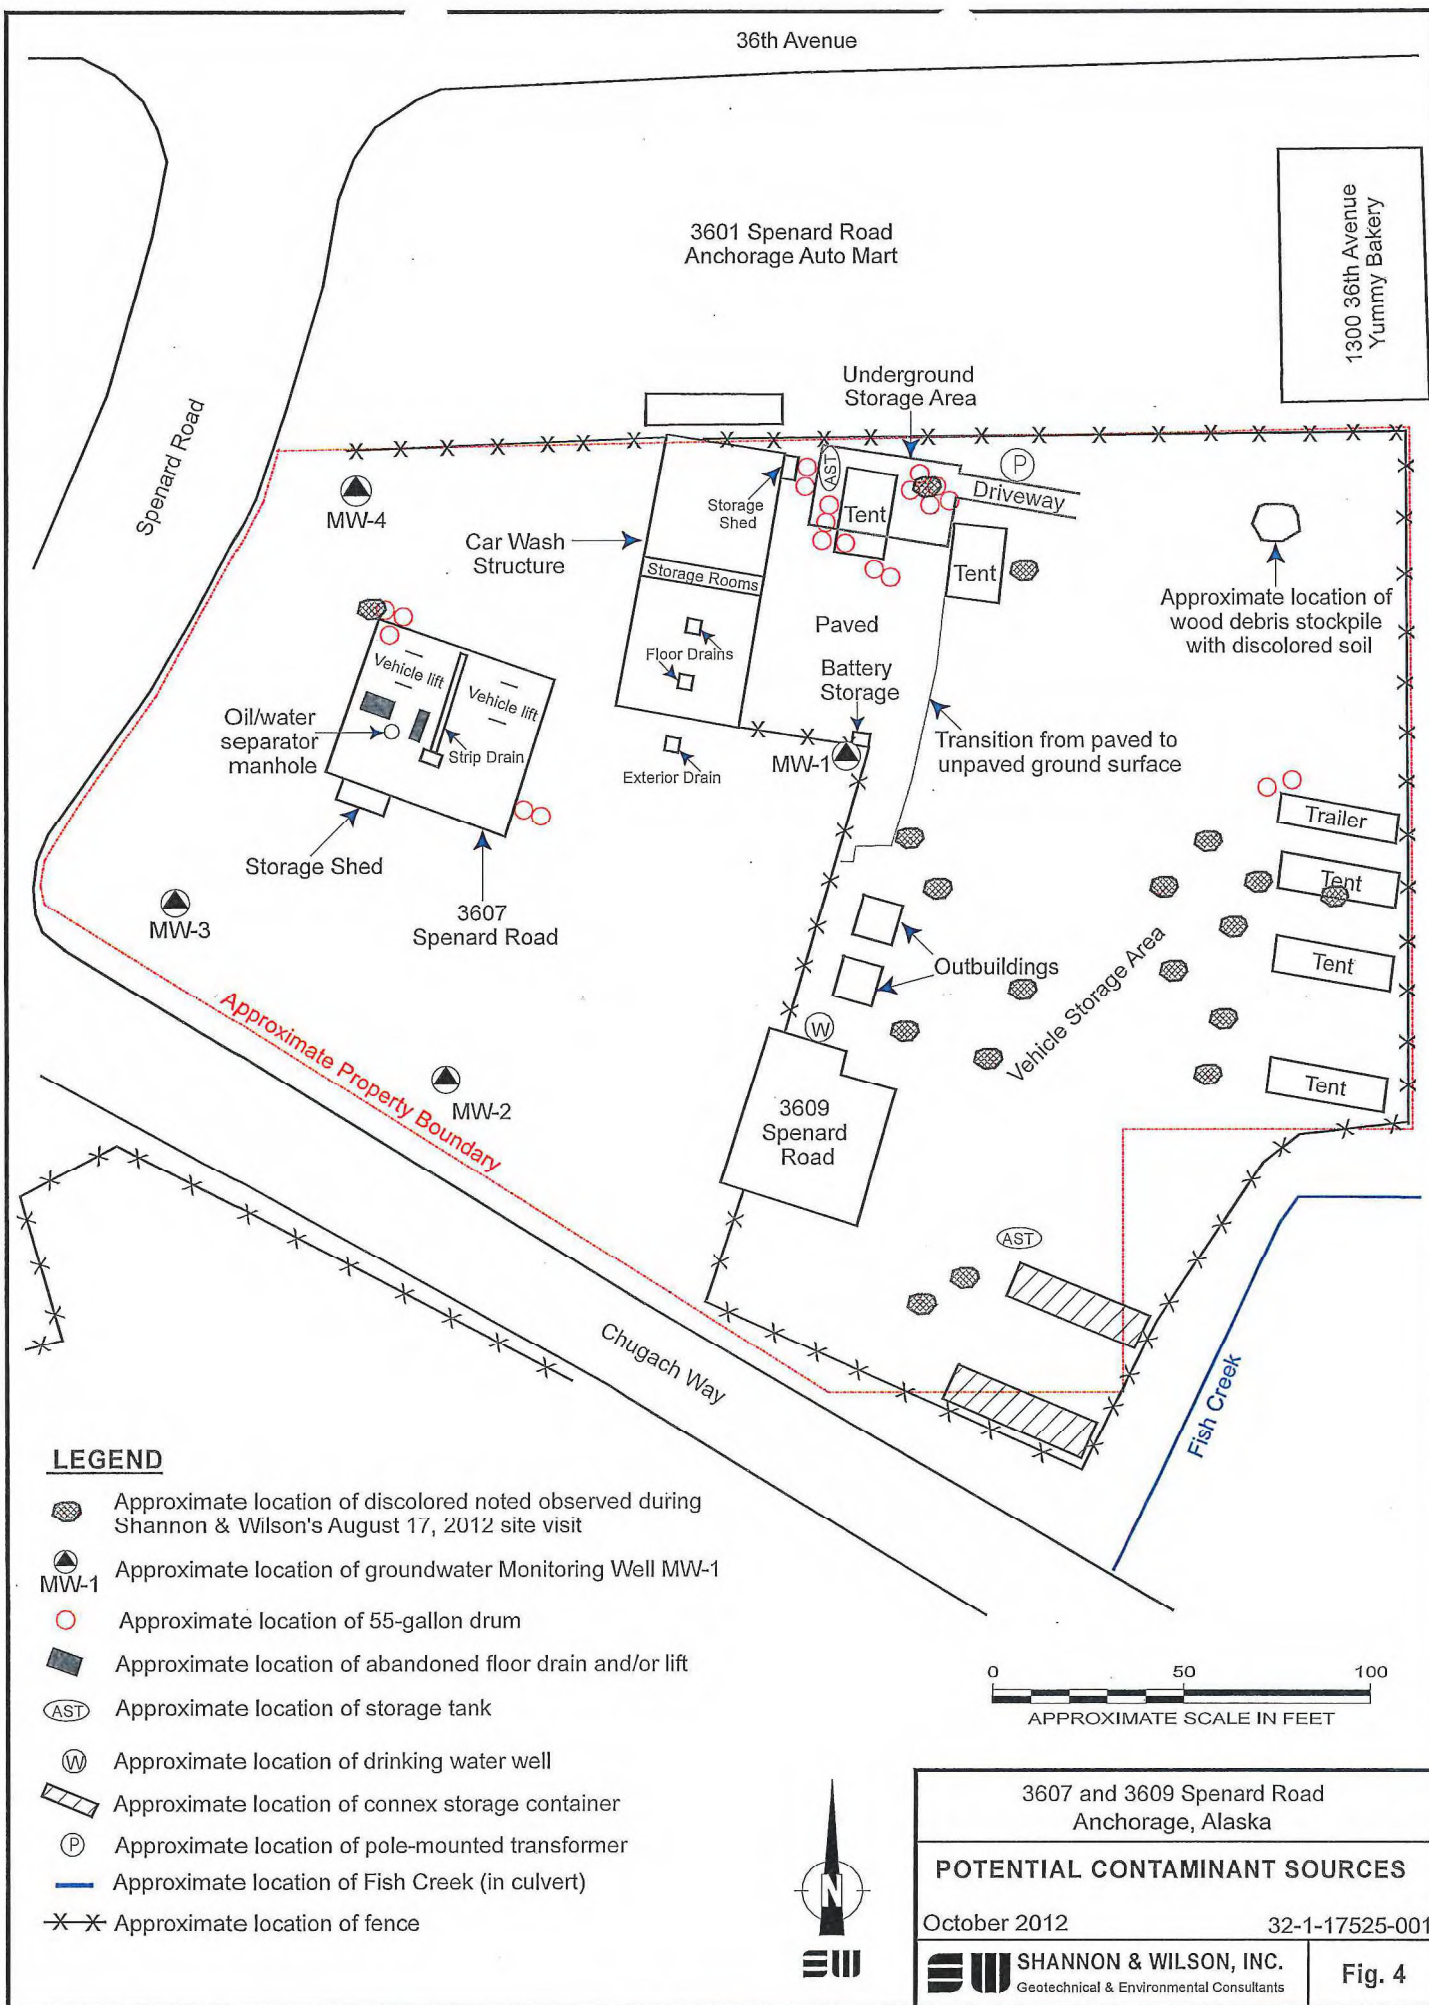 36th Avenue
3601 Spenard Road
Anchorage Auto Mart
1300 36th Avenue
Yummy Bakery
Spenard Road
Underground
Storage Area
AST
P
Driveway
MW-4
Storage
Shed
Tent
Car Wash
Structure
Storage Rooms
Tent
Paved
Approximate location of
wood debris stockpile
with discolored soil
Floor Drains
Vehicle lift
Vehicle lift
Battery
Storage
Oil/water
separator
manhole
Strip Drain
Exterior Drain
MW-1
Transition from paved to
unpaved ground surface
Trailer
Storage Shed
Tent
3607
Spenard Road
MW-3
Outbuildings
Tent
Vehicle Storage Area
W
Approximate Property Boundary
MW-2
Tent
3609
Spenard
Road
AST
Chugach Way
Fish Creek
LEGEND
Approximate location of discolored noted observed during
Shannon & Wilson's August 17, 2012 site visit
MW-1
Approximate location of groundwater Monitoring Well MW-1
Approximate location of 55-gallon drum
Approximate location of abandoned floor drain and/or lift
AST
Approximate location of storage tank
W
Approximate location of drinking water well
Approximate location of connex storage container
P
Approximate location of pole-mounted transformer
Approximate location of Fish Creek (in culvert)
Approximate location of fence
0 50 100
APPROXIMATE SCALE IN FEET
N
SW
3607 and 3609 Spenard Road
Anchorage, Alaska
POTENTIAL CONTAMINANT SOURCES
October 2012 32-1-17525-001
SW SHANNON & WILSON, INC.
Geotechnical & Environmental Consultants
Fig. 4